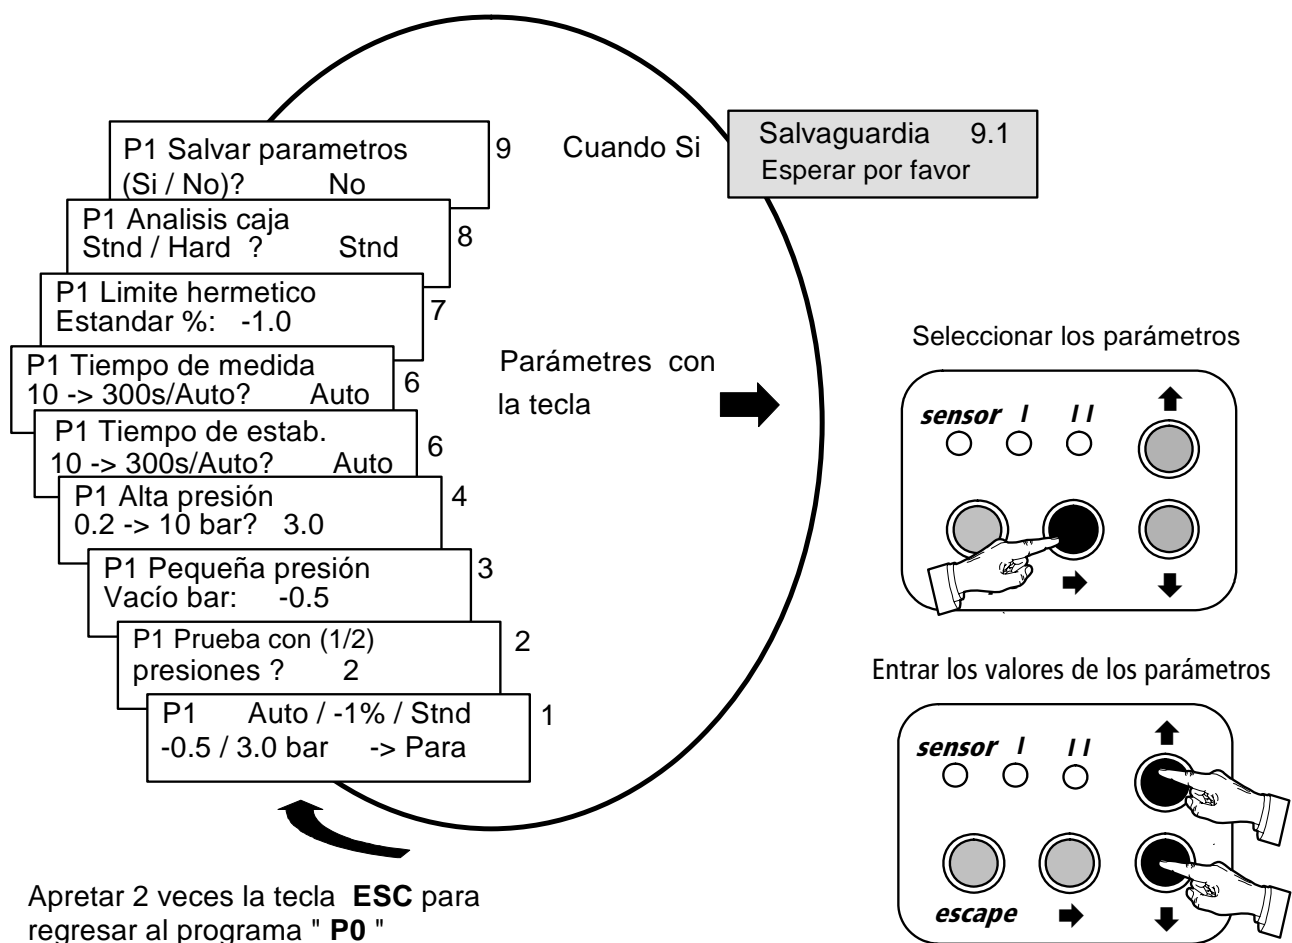 P1 Salvar parametros
(Si / No)? No
9
Cuando Si
Salvaguardia 9.1
Esperar por favor
P1 Analisis caja
Stnd / Hard ? Stnd
8
P1 Limite hermetico
Estandar %: -1.0
7
P1 Tiempo de medida
10 -> 300s/Auto? Auto
6
P1 Tiempo de estab.
10 -> 300s/Auto? Auto
6
P1 Alta presión
0.2 -> 10 bar? 3.0
4
P1 Pequeña presión
Vacío bar: -0.5
3
P1 Prueba con (1/2)
presiones ? 2
2
P1 Auto / -1% / Stnd
-0.5 / 3.0 bar -> Para
1
Parámetres con
la tecla
Apretar 2 veces la tecla ESC para
regresar al programa " P0 "
Seleccionar los parámetros
sensor I I I
Entrar los valores de los parámetros
sensor I I I
escape